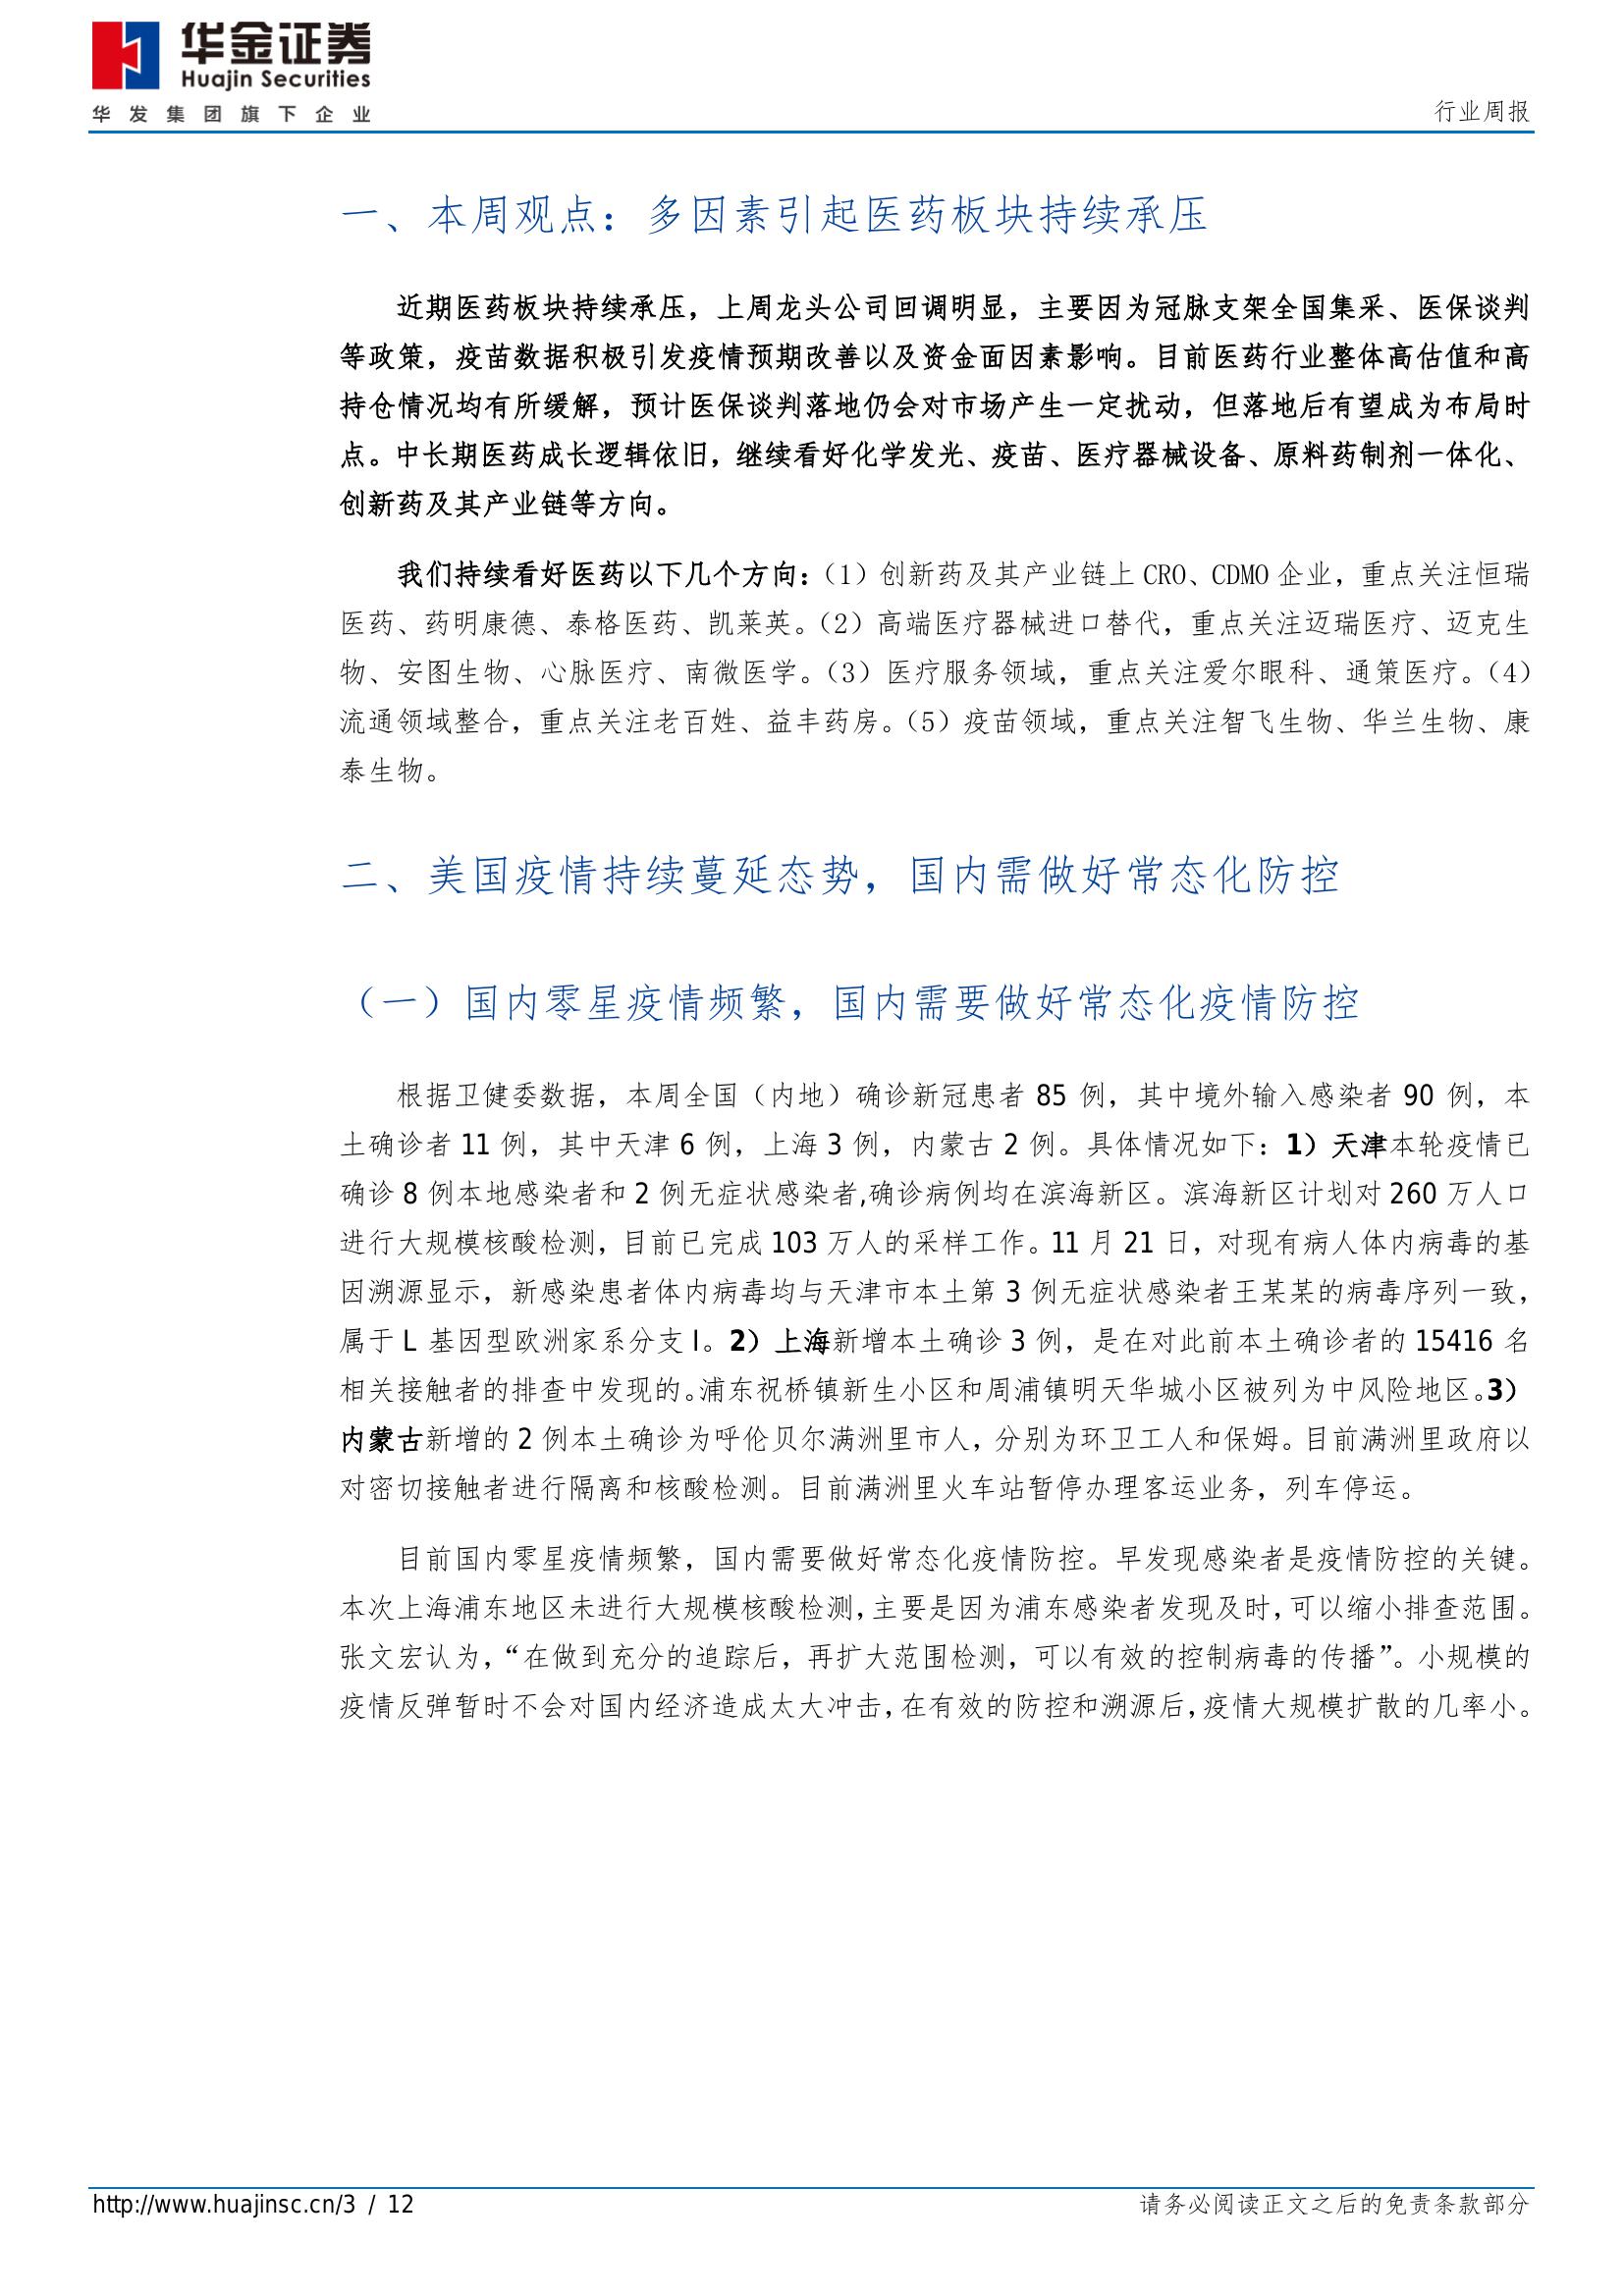 华金证券
Huajin Securities
华发集团旗下企业
行业周报
一、本周观点：多因素引起医药板块持续承压
近期医药板块持续承压，上周龙头公司回调明显，主要因为冠脉支架全国集采、医保谈判
等政策，疫苗数据积极引发疫情预期改善以及资金面因素影响。目前医药行业整体高估值和高
持仓情况均有所缓解，预计医保谈判落地仍会对市场产生一定扰动，但落地后有望成为布局时
点。中长期医药成长逻辑依旧，继续看好化学发光、疫苗、医疗器械设备、原料药制剂一体化、
创新药及其产业链等方向。
我们持续看好医药以下几个方向：（1）创新药及其产业链上 CRO、CDMO 企业，重点关注恒瑞
医药、药明康德、泰格医药、凯莱英。（2）高端医疗器械进口替代，重点关注迈瑞医疗、迈克生
物、安图生物、心脉医疗、南微医学。（3）医疗服务领域，重点关注爱尔眼科、通策医疗。（4）
流通领域整合，重点关注老百姓、益丰药房。（5）疫苗领域，重点关注智飞生物、华兰生物、康
泰生物。
二、美国疫情持续蔓延态势，国内需做好常态化防控
（一）国内零星疫情频繁，国内需要做好常态化疫情防控
根据卫健委数据，本周全国（内地）确诊新冠患者 85 例，其中境外输入感染者 90 例，本
土确诊者 11 例，其中天津 6 例，上海 3 例，内蒙古 2 例。具体情况如下：1）天津本轮疫情已
确诊 8 例本地感染者和 2 例无症状感染者,确诊病例均在滨海新区。滨海新区计划对 260 万人口
进行大规模核酸检测，目前已完成 103 万人的采样工作。11 月 21 日，对现有病人体内病毒的基
因溯源显示，新感染患者体内病毒均与天津市本土第 3 例无症状感染者王某某的病毒序列一致，
属于 L 基因型欧洲家系分支 I。2）上海新增本土确诊 3 例，是在对此前本土确诊者的 15416 名
相关接触者的排查中发现的。浦东祝桥镇新生小区和周浦镇明天华城小区被列为中风险地区。3）
内蒙古新增的 2 例本土确诊为呼伦贝尔满洲里市人，分别为环卫工人和保姆。目前满洲里政府以
对密切接触者进行隔离和核酸检测。目前满洲里火车站暂停办理客运业务，列车停运。
目前国内零星疫情频繁，国内需要做好常态化疫情防控。早发现感染者是疫情防控的关键。
本次上海浦东地区未进行大规模核酸检测，主要是因为浦东感染者发现及时，可以缩小排查范围。
张文宏认为，“在做到充分的追踪后，再扩大范围检测，可以有效的控制病毒的传播”。小规模的
疫情反弹暂时不会对国内经济造成太大冲击，在有效的防控和溯源后，疫情大规模扩散的几率小。
http://www.huajinsc.cn/3 / 12
请务必阅读正文之后的免责条款部分